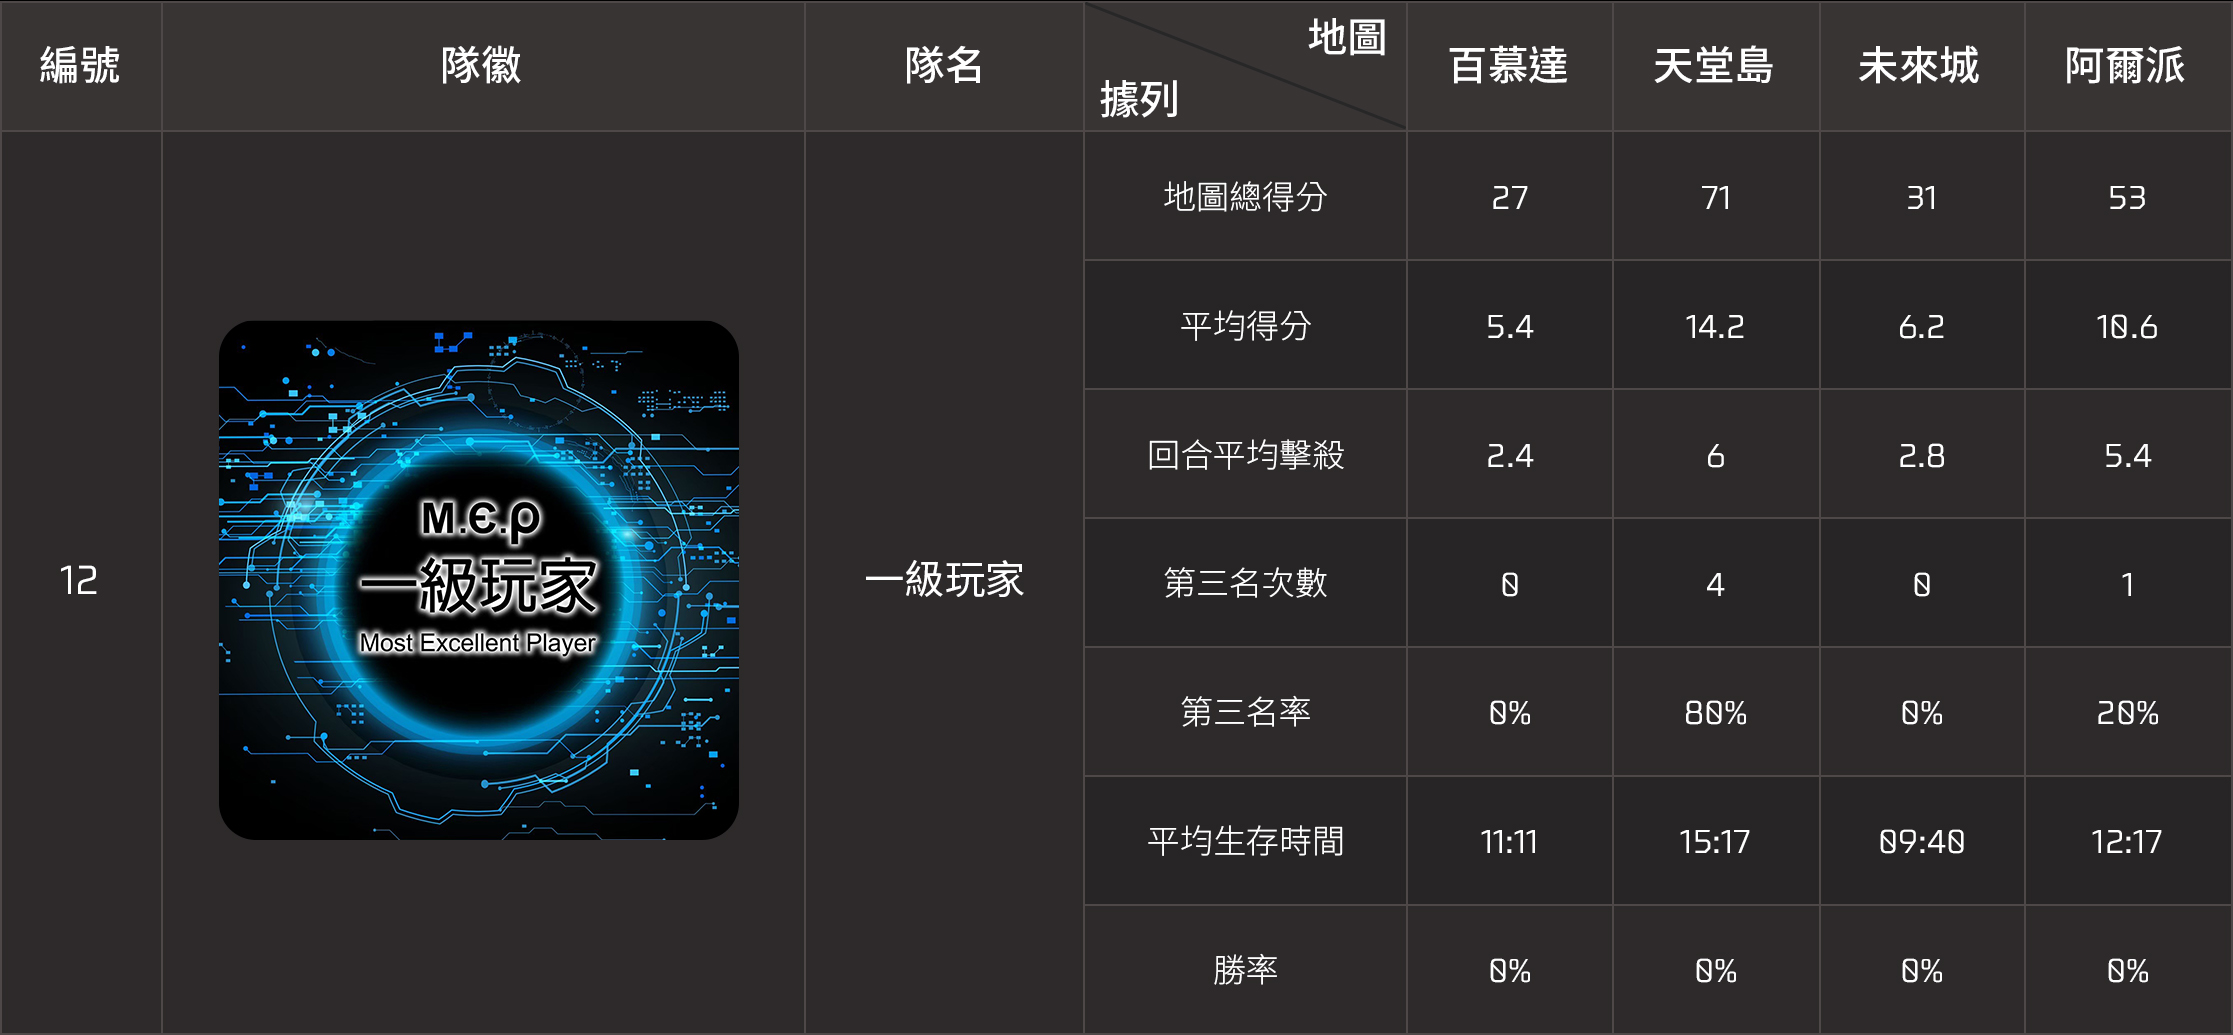 編號 隊徽 隊名 地圖 據列 百慕達 天堂島 未來城 阿爾派
12
M.Є.ρ
一級玩家
Most Excellent Player
一級玩家
地圖總得分 27 71 31 53
平均得分 5.4 14.2 6.2 10.6
回合平均擊殺 2.4 6 2.8 5.4
第三名次數 0 4 0 1
第三名率 0% 80% 0% 20%
平均生存時間 11:11 15:17 09:40 12:17
勝率 0% 0% 0% 0%